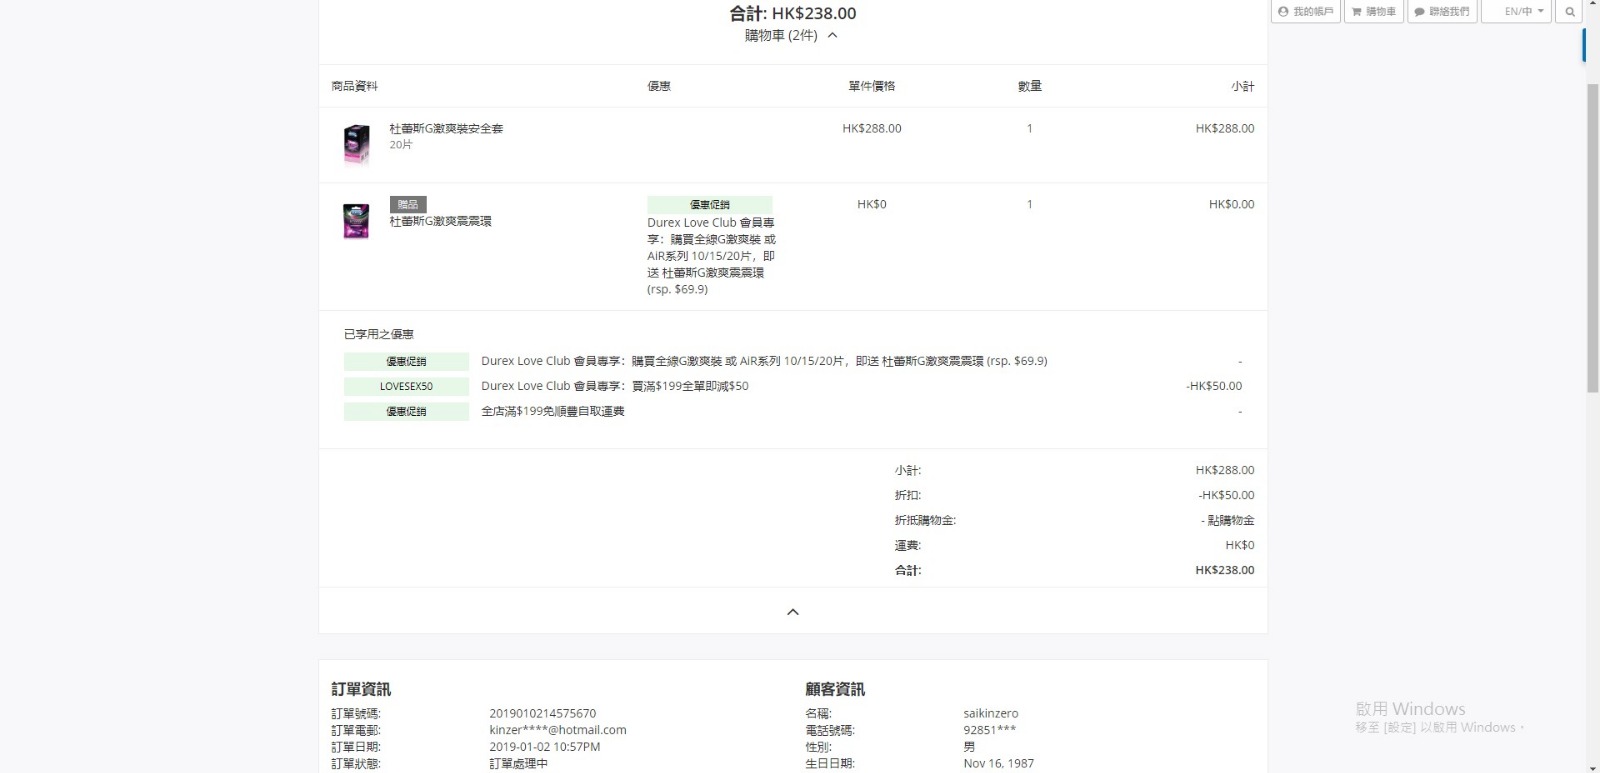 合計: HK$238.00
購物車 (2件)
我的帳戶
購物車
聯絡我們
EN/中
商品資料 優惠 單件價格 數量 小計
杜蕾斯G激爽裝安全套 HK$288.00 1 HK$288.00
20片
贈品
杜蕾斯G激爽震震環
優惠促銷
Durex Love Club 會員專
享：購買全線G激爽裝 或
AiR系列 10/15/20片，即
送 杜蕾斯G激爽震震環
(rsp. $69.9)
HK$0 1 HK$0.00
已享用之優惠
優惠促銷 Durex Love Club 會員專享：購買全線G激爽裝 或 AiR系列 10/15/20片，即送 杜蕾斯G激爽震震環 (rsp. $69.9) -
LOVESEX50 Durex Love Club 會員專享：買滿$199全單即減$50 -HK$50.00
優惠促銷 全店滿$199免順豐自取運費 -
小計: HK$288.00
折扣: -HK$50.00
折抵購物金: - 點購物金
運費: HK$0
合計: HK$238.00
訂單資訊
訂單號碼: 2019010214575670
訂單電郵: kinzer****@hotmail.com
訂單日期: 2019-01-02 10:57PM
訂單狀態: 訂單處理中
顧客資訊
名稱: saikinzero
電話號碼: 92851***
性別: 男
生日日期: Nov 16, 1987
啟用 Windows
移至 [設定] 以啟用 Windows。